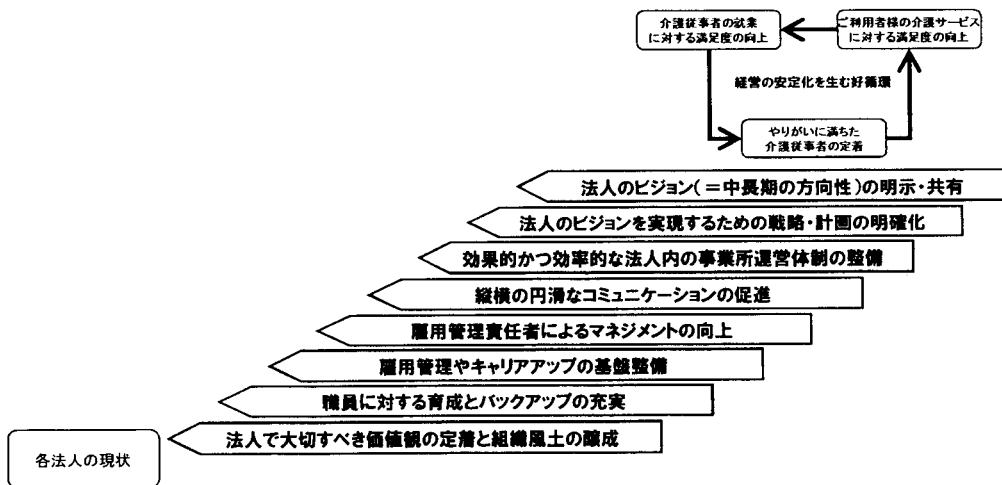 介護従事者の就業
に対する満足度の向上
ご利用者様の介護サービス
に対する満足度の向上
経営の安定化を生む好循環
やりがいに満ちた
介護従事者の定着
法人のビジョン(=中長期の方向性)の明示・共有
法人のビジョンを実現するための戦略・計画の明確化
効果的かつ効率的な法人内の事業所運営体制の整備
縦横の円滑なコミュニケーションの促進
雇用管理責任者によるマネジメントの向上
雇用管理やキャリアアップの基盤整備
職員に対する育成とバックアップの充実
法人で大切すべき価値観の定着と組織風土の醸成
各法人の現状